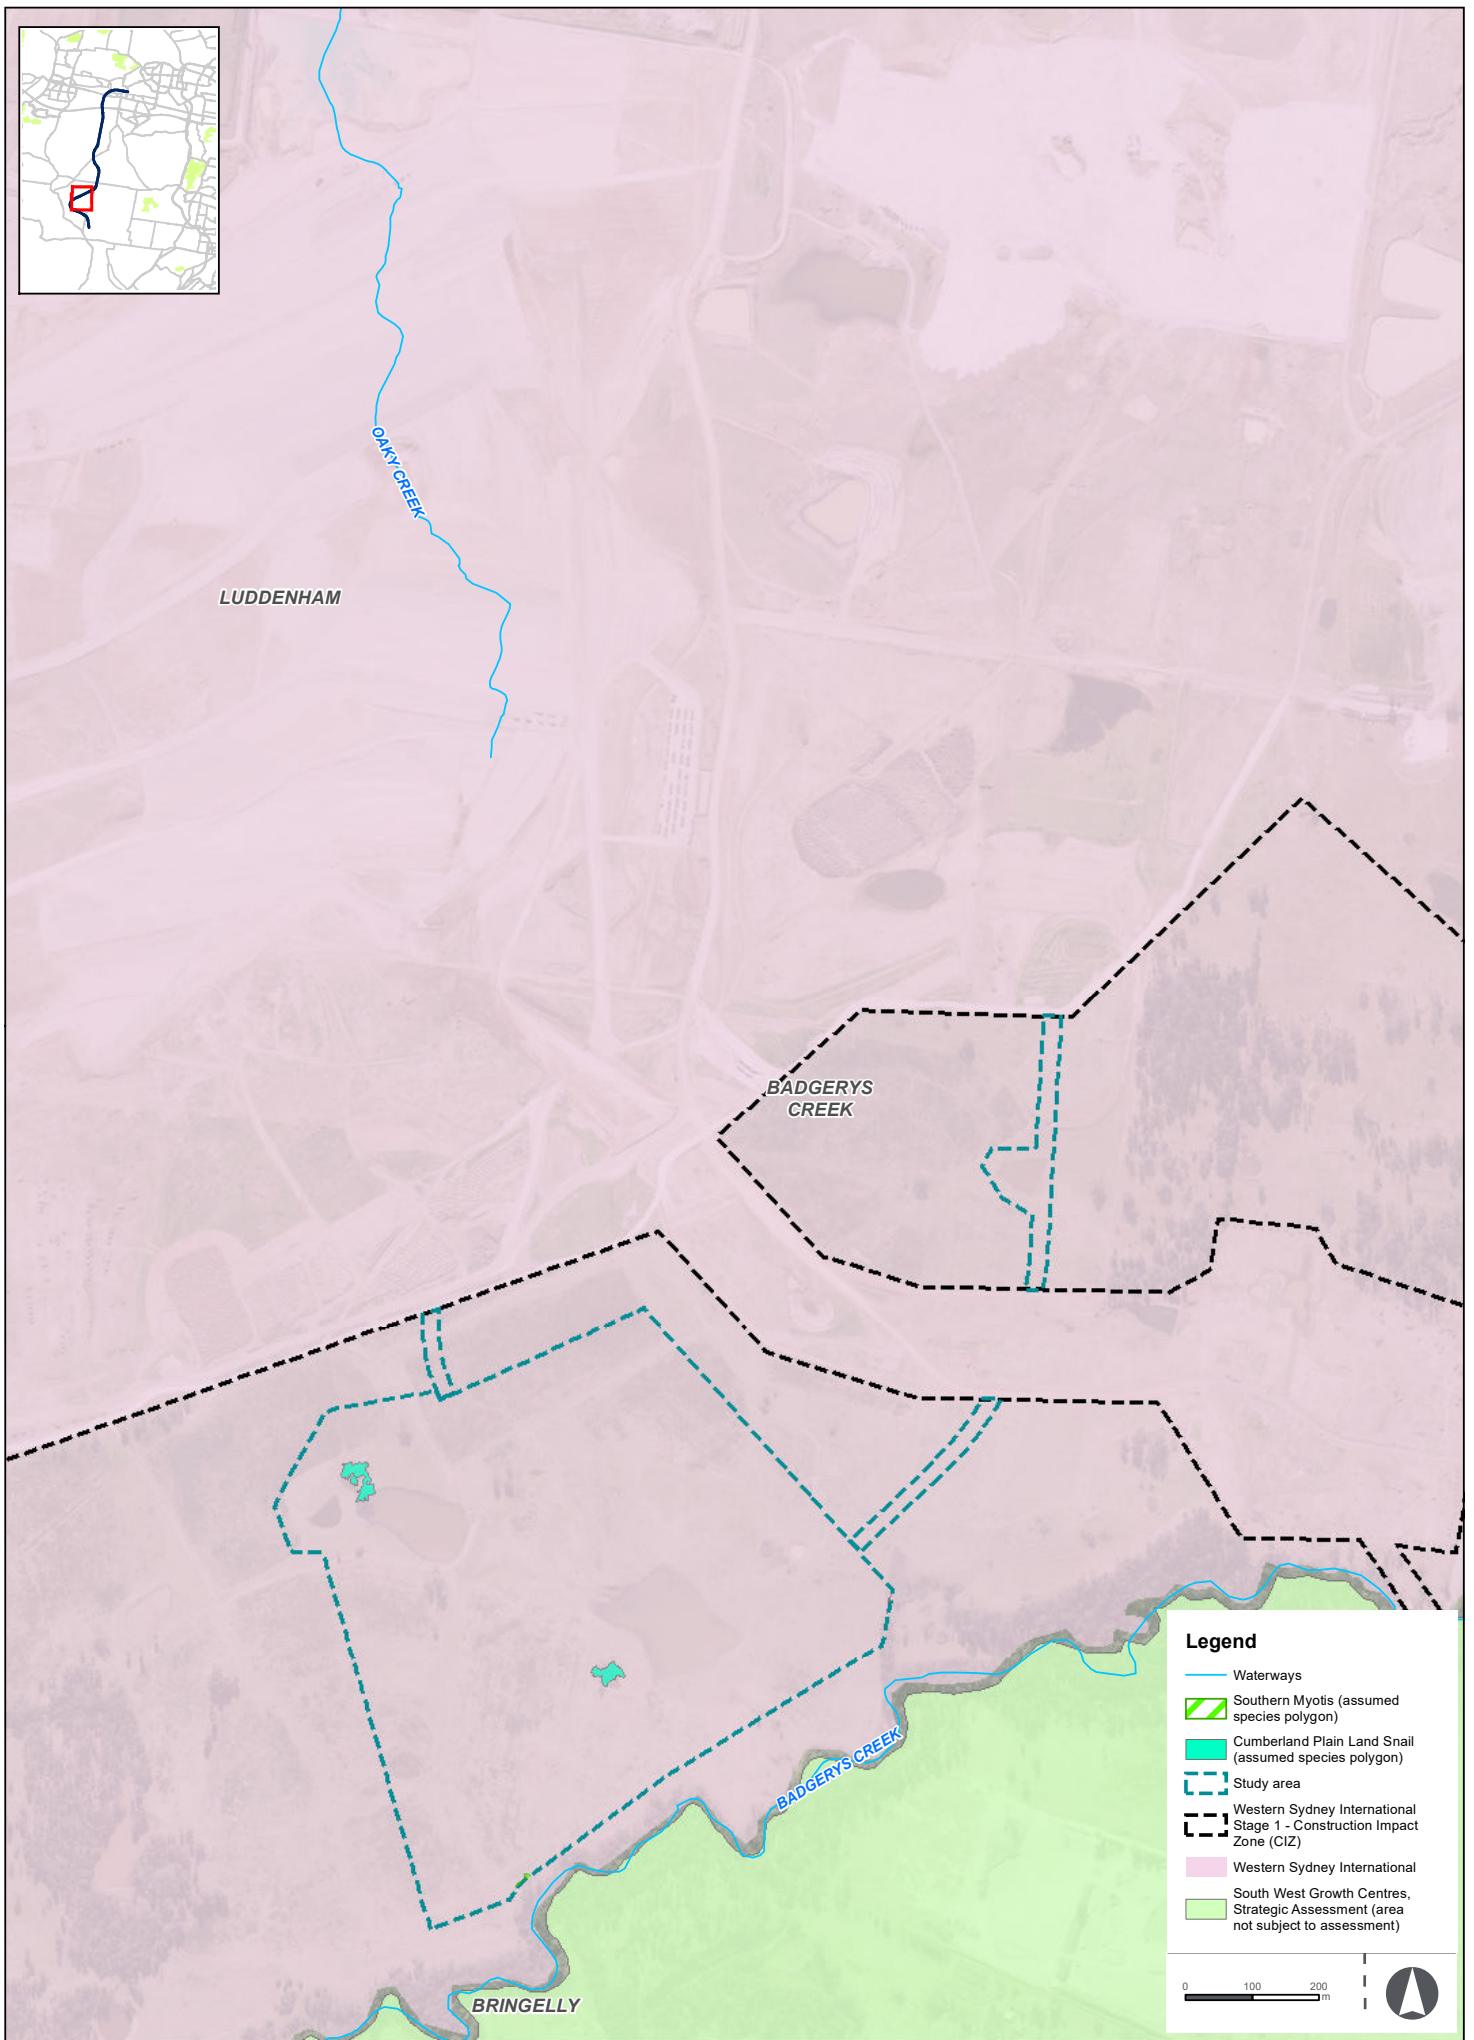 OAKY CREEK
LUDDENHAM
BADGERYS
CREEK
BADGERYS CREEK
BRINGELLY
Legend
Waterways
Southern Myotis (assumed
species polygon)
Cumberland Plain Land Snail
(assumed species polygon)
Study area
Western Sydney International
Stage 1 - Construction Impact
Zone (CIZ)
Western Sydney International
South West Growth Centres,
Strategic Assessment (area
not subject to assessment)
0 100 200
m